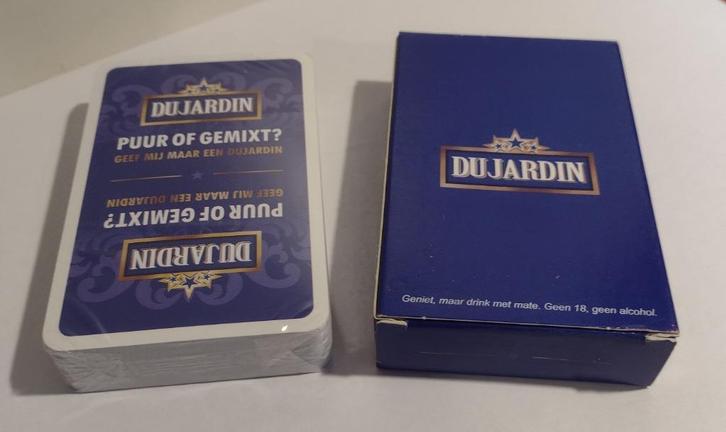 DUJARDIN
PUUR OF GEMIXT?
GEEF MIJ MAAR EEN DUJARDIN
GEEF MIJ MAAR EEN DUJARDIN
PUUR OF GEMIXT?
DUJARDIN
DUJARDIN
Geniet, maar drink met mate. Geen 18, geen alcohol.